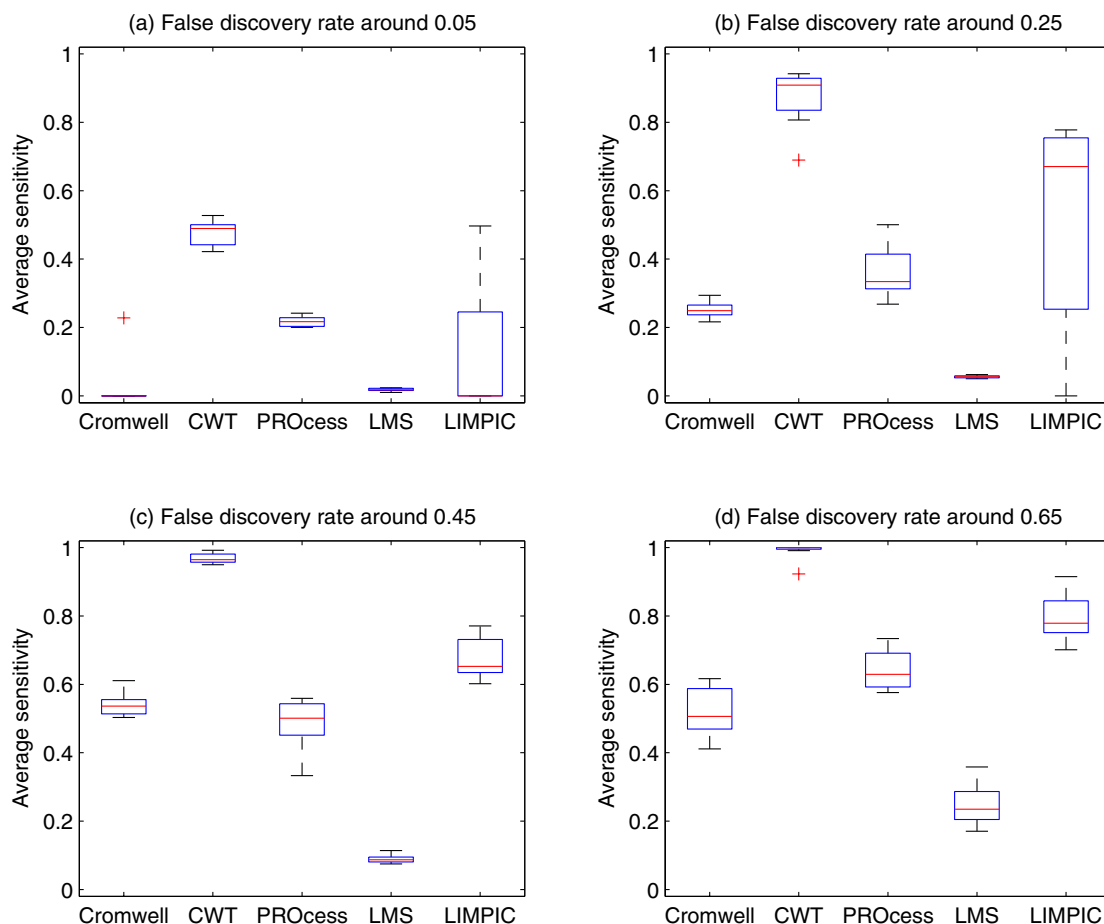 (a) False discovery rate around 0.05
1
0.8
0.6
0.4
0.2
0
Average sensitivity
Cromwell CWT PROcess LMS LIMPIC
(b) False discovery rate around 0.25
1
0.8
0.6
0.4
0.2
0
Average sensitivity
Cromwell CWT PROcess LMS LIMPIC
(c) False discovery rate around 0.45
1
0.8
0.6
0.4
0.2
0
Average sensitivity
Cromwell CWT PROcess LMS LIMPIC
(d) False discovery rate around 0.65
1
0.8
0.6
0.4
0.2
0
Average sensitivity
Cromwell CWT PROcess LMS LIMPIC